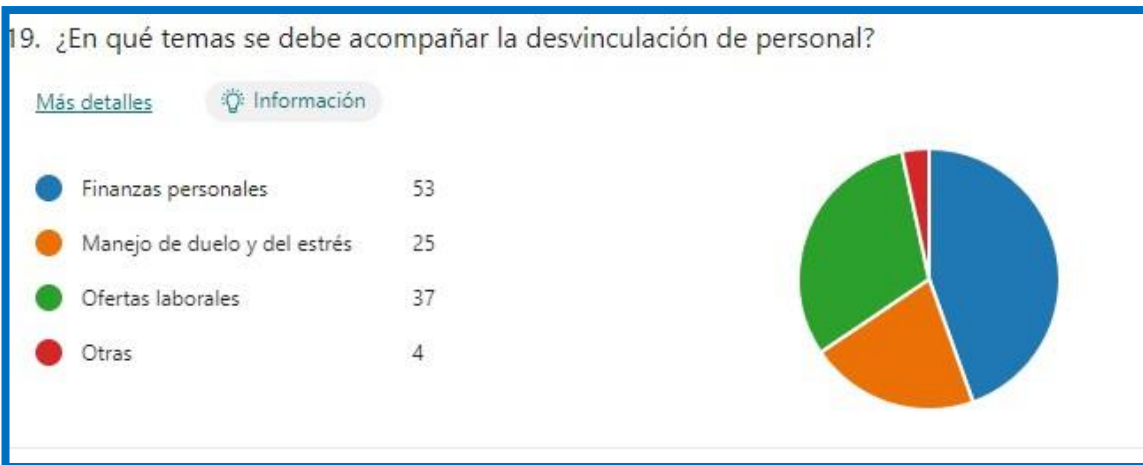 19. ¿En qué temas se debe acompañar la desvinculación de personal?
Más detalles Información
Finanzas personales 53
Manejo de duelo y del estrés 25
Ofertas laborales 37
Otras 4